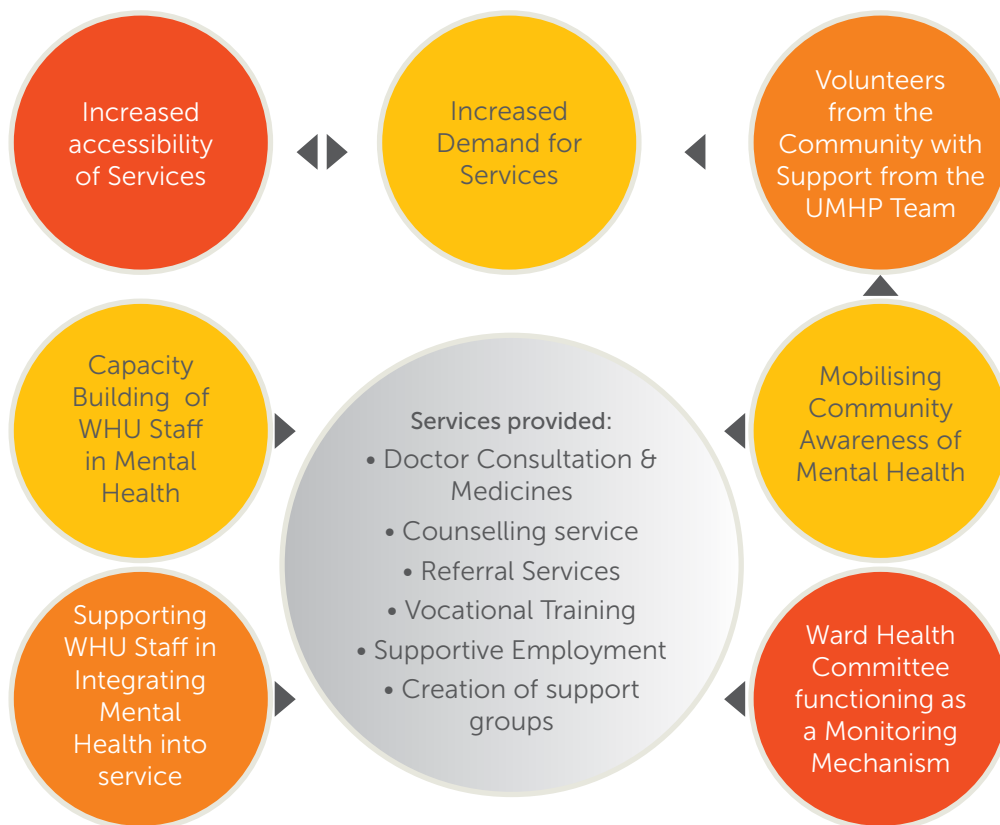 Increased
accessibility
of Services
Increased
Demand for
Services
Volunteers
from the
Community with
Support from the
UMHP Team
Capacity
Building of
WHU Staff
in Mental
Health
Services provided:
• Doctor Consultation &
Medicines
• Counselling service
• Referral Services
• Vocational Training
• Supportive Employment
• Creation of support
groups
Mobilising
Community
Awareness of
Mental Health
Supporting
WHU Staff in
Integrating
Mental
Health into
service
Ward Health
Committee
functioning as
a Monitoring
Mechanism